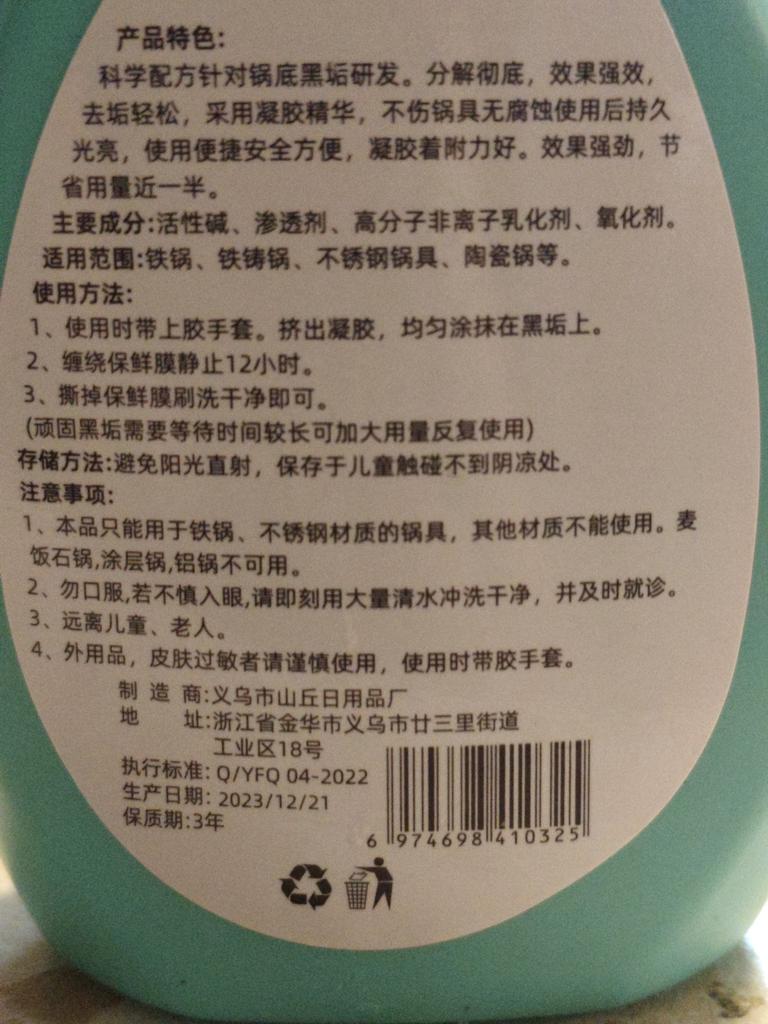 产品特色：
科学配方针对锅底黑垢研发。分解彻底，效果强效，
去垢轻松，采用凝胶精华，不伤锅具无腐蚀使用后持久
光亮，使用便捷安全方便，凝胶着附力好。效果强劲，节
省用量近一半。
主要成分:活性碱、渗透剂、高分子非离子乳化剂、氧化剂。
适用范围:铁锅、铁铸锅、不锈钢锅具、陶瓷锅等。
使用方法：
1、使用时带上胶手套。挤出凝胶，均匀涂抹在黑垢上。
2、缠绕保鲜膜静止12小时。
3、撕掉保鲜膜刷洗干净即可。
(顽固黑垢需要等待时间较长可加大用量反复使用)
存储方法:避免阳光直射，保存于儿童触碰不到阴凉处。
注意事项：
1、本品只能用于铁锅、不锈钢材质的锅具，其他材质不能使用。麦
饭石锅,涂层锅,铝锅不可用。
2、勿口服,若不慎入眼,请即刻用大量清水冲洗干净，并及时就诊。
3、远离儿童、老人。
4、外用品，皮肤过敏者请谨慎使用，使用时带胶手套。
制 造 商:义乌市山丘日用品厂
地 址:浙江省金华市义乌市廿三里街道
工业区18号
执行标准: Q/YFQ 04-2022
生产日期: 2023/12/21
保质期:3年
6 974698 410325